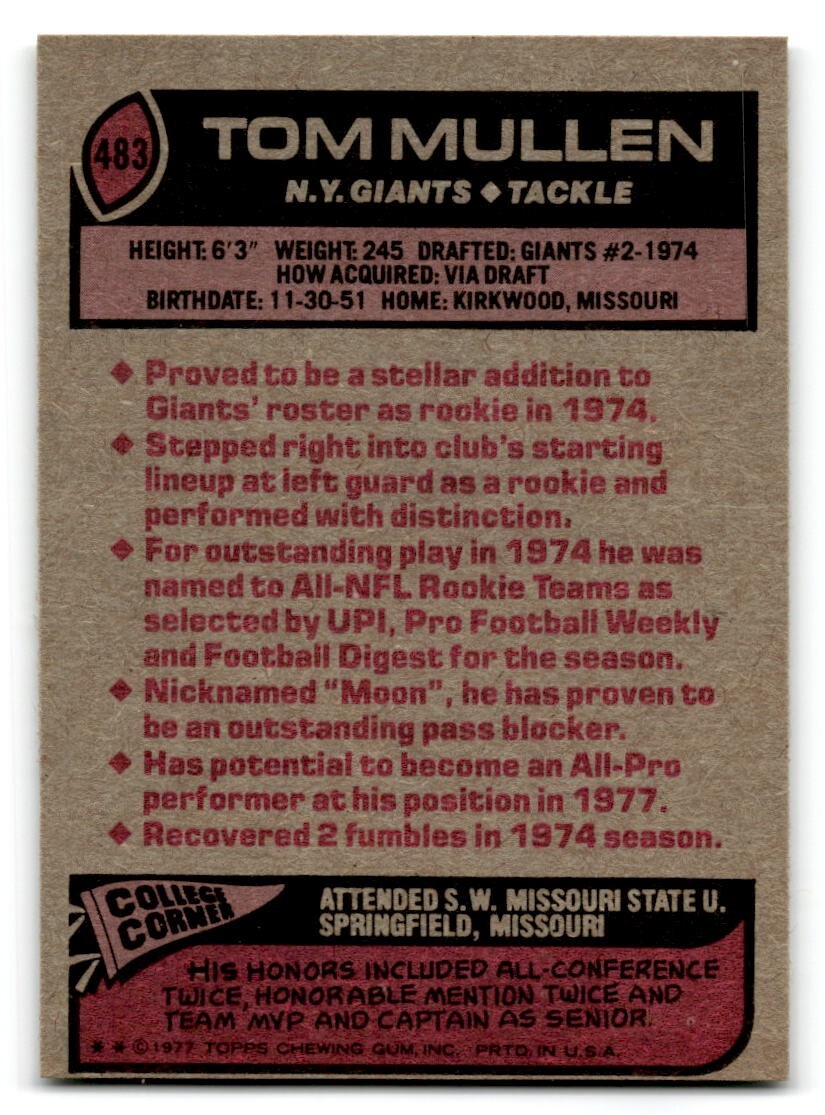 483
TOM MULLEN
N.Y. GIANTS ◆ TACKLE
HEIGHT: 6'3" WEIGHT: 245 DRAFTED: GIANTS #2-1974
HOW ACQUIRED: VIA DRAFT
BIRTHDATE: 11-30-51 HOME: KIRKWOOD, MISSOURI
◆ Proved to be a stellar addition to
Giants' roster as rookie in 1974.
◆ Stepped right into club's starting
lineup at left guard as a rookie and
performed with distinction.
◆ For outstanding play in 1974 he was
named to All-NFL Rookie Teams as
selected by UPI, Pro Football Weekly
and Football Digest for the season.
◆ Nicknamed "Moon", he has proven to
be an outstanding pass blocker.
◆ Has potential to become an All-Pro
performer at his position in 1977.
◆ Recovered 2 fumbles in 1974 season.
COLLEGE
CORNER
ATTENDED S.W. MISSOURI STATE U.
SPRINGFIELD, MISSOURI
HIS HONORS INCLUDED ALL-CONFERENCE
TWICE, HONORABLE MENTION TWICE AND
TEAM MVP AND CAPTAIN AS SENIOR.
* * © 1977 TOPPS CHEWING GUM, INC. PRTD. IN U.S.A.